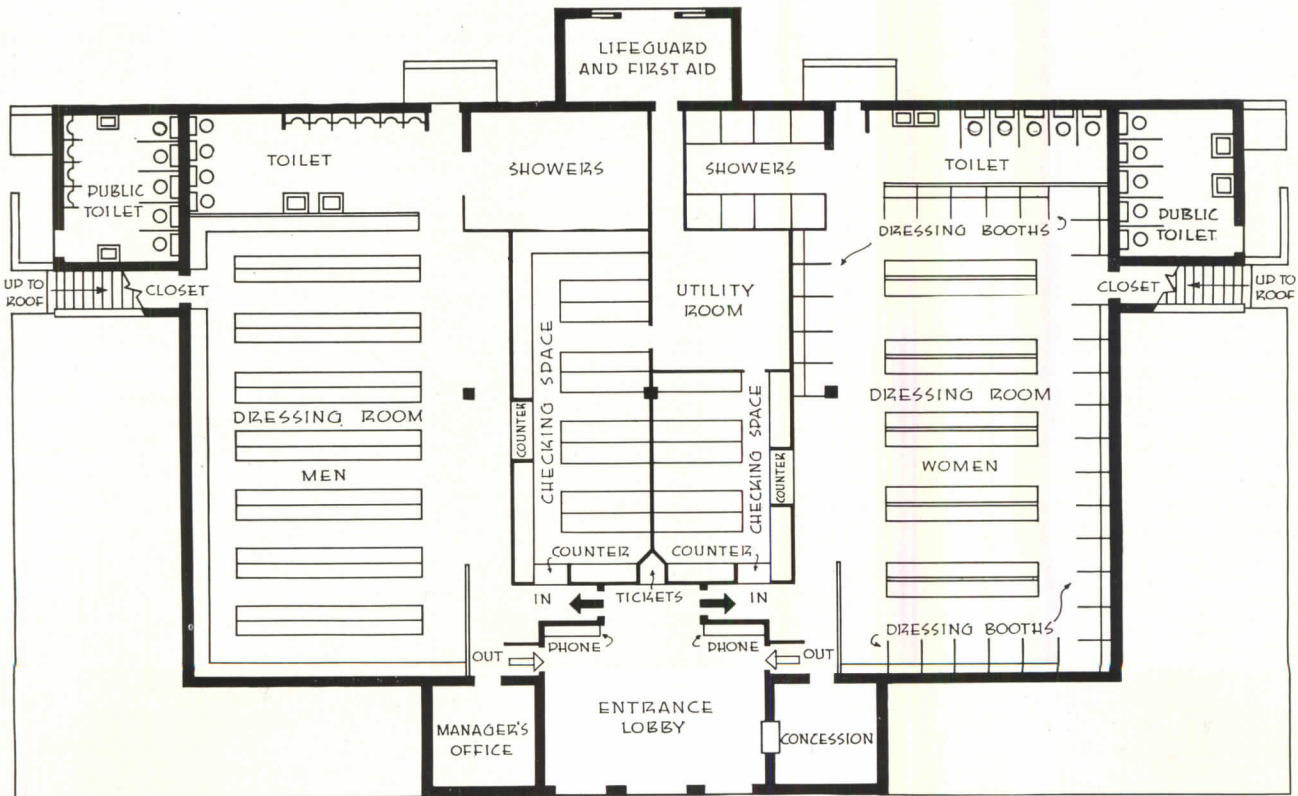 LIFEGUARD
AND FIRST AID
TOILET
SHOWERS
SHOWERS
TOILET
PUBLIC
TOILET
PUBLIC
TOILET
DRESSING BOOTHS
UP TO
ROOF
CLOSET
UTILITY
ROOM
CLOSET
UP TO
ROOF
CHECKING SPACE
CHECKING SPACE
DRESSING ROOM
DRESSING ROOM
COUNTER
COUNTER
MEN
WOMEN
COUNTER
COUNTER
IN
TICKETS
IN
PHONE
PHONE
DRESSING BOOTHS
OUT
OUT
ENTRANCE
LOBBY
MANAGER'S
OFFICE
CONCESSION